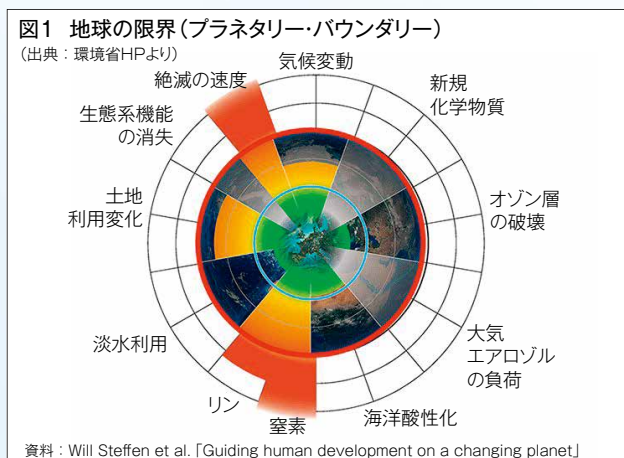 図1 地球の限界(プラネタリー・バウンダリー)
(出典：環境省HPより)
気候変動
絶滅の速度
新規
化学物質
生態系機能
の消失
土地
利用変化
オゾン層
の破壊
淡水利用
大気
エアロゾル
の負荷
リン
窒素
海洋酸性化
資料：Will Steffen et al.「Guiding human development on a changing planet」